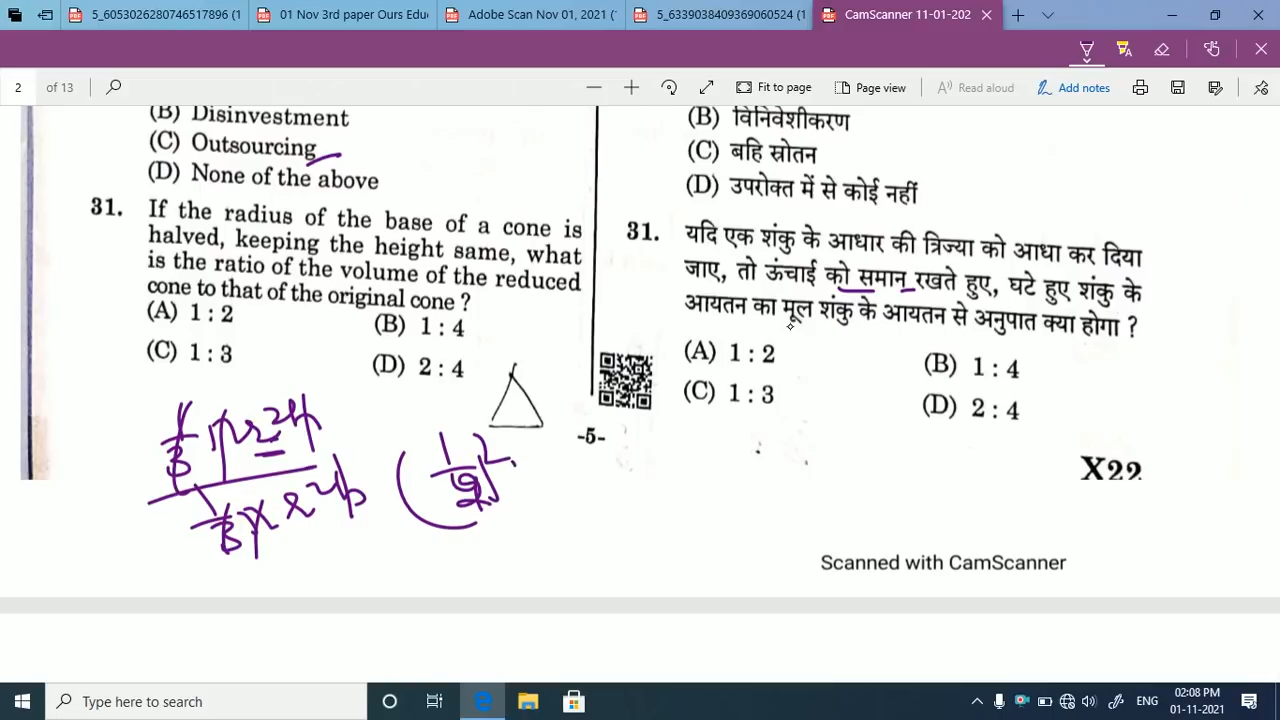 5_6053026280746517896 (1
01 Nov 3rd paper Ours Edu
Adobe Scan Nov 01, 2021 (1
5_6339038409369060524 (1
CamScanner 11-01-202
2 of 13
Fit to page
Page view
Read aloud
Add notes
(B) Disinvestment
(C) Outsourcing
(D) None of the above
31. If the radius of the base of a cone is
halved, keeping the height same, what
is the ratio of the volume of the reduced
cone to that of the original cone ?
(A) 1 : 2
(B) 1 : 4
(C) 1 : 3
(D) 2 : 4
(B) विनिवेशीकरण
(C) बहि स्रोतन
(D) उपरोक्त में से कोई नहीं
31. यदि एक शंकु के आधार की त्रिज्या को आधा कर दिया
जाए, तो ऊंचाई को समान रखते हुए, घटे हुए शंकु के
आयतन का मूल शंकु के आयतन से अनुपात क्या होगा ?
(A) 1 : 2
(B) 1 : 4
(C) 1 : 3
(D) 2 : 4
-5-
X22
Scanned with CamScanner
Type here to search
ENG
02:08 PM
01-11-2021